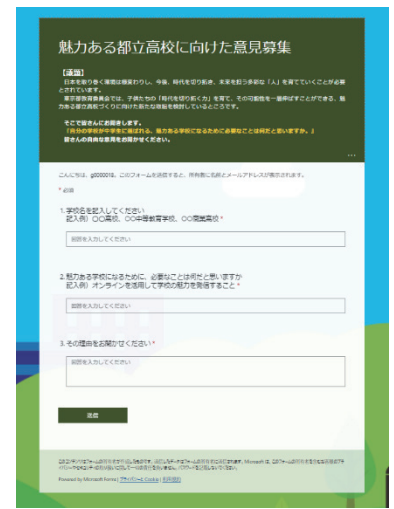 魅力ある都立高校に向けた意見募集
【趣旨】
日本を取り巻く環境は様変わりし、今後、時代を切り拓き、未来を担う多彩な「人」を育てていくことが必要
とされています。
東京都教育委員会では、子供たちの「時代を切り拓く力」を育て、その可能性を一層伸ばすことができる、魅
力ある都立高校づくりに向けた新たな取組を検討しているところです。
そこで皆さんにお聞きします。
「自分の学校が中学生に選ばれる、魅力ある学校になるために必要なことは何だと思いますか。」
皆さんの自由な意見をお聞かせください。
...
こんにちは、g0000018。このフォームを送信すると、所有者に名前とメール アドレスが表示されます。
* 必須
1. 学校名を記入してください
記入例）〇〇高校、〇〇中等教育学校、〇〇産業高校 *
回答を入力してください
2. 魅力ある学校になるために、必要なことは何だと思いますか
記入例）オンラインを活用して学校の魅力を発信すること *
回答を入力してください
3. その理由をお聞かせください *
回答を入力してください
送信
Powered by Microsoft Forms | プライバシーと Cookie | 利用規約